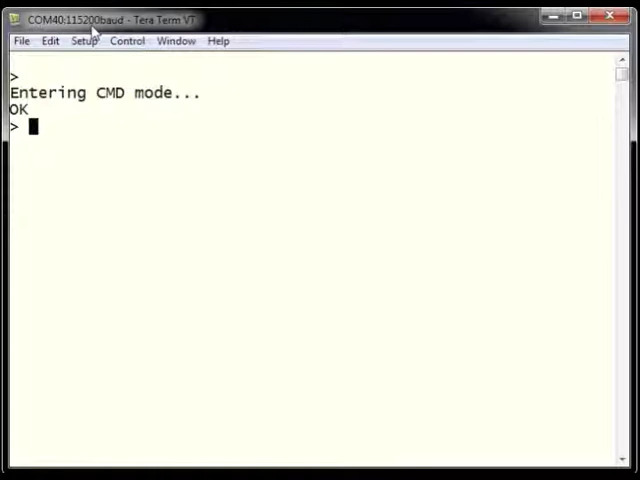 COM40:115200baud - Tera Term VT
File Edit Setup Control Window Help
>
Entering CMD mode...
OK
>